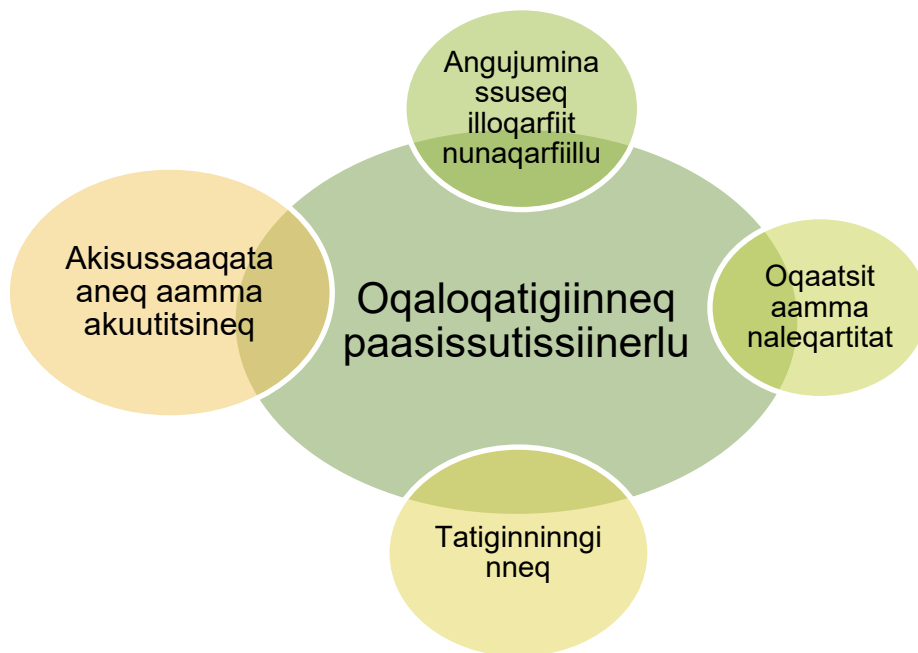 Angujumina
ssuseq
illoqarfiit
nunaqarfiillu
Akisussaaqata
aneq aamma
akuutitsineq
Oqaloqatigiinneq
paasissutissiinerlu
Oqaatsit
aamma
naleqartitat
Tatiginninngi
nneq